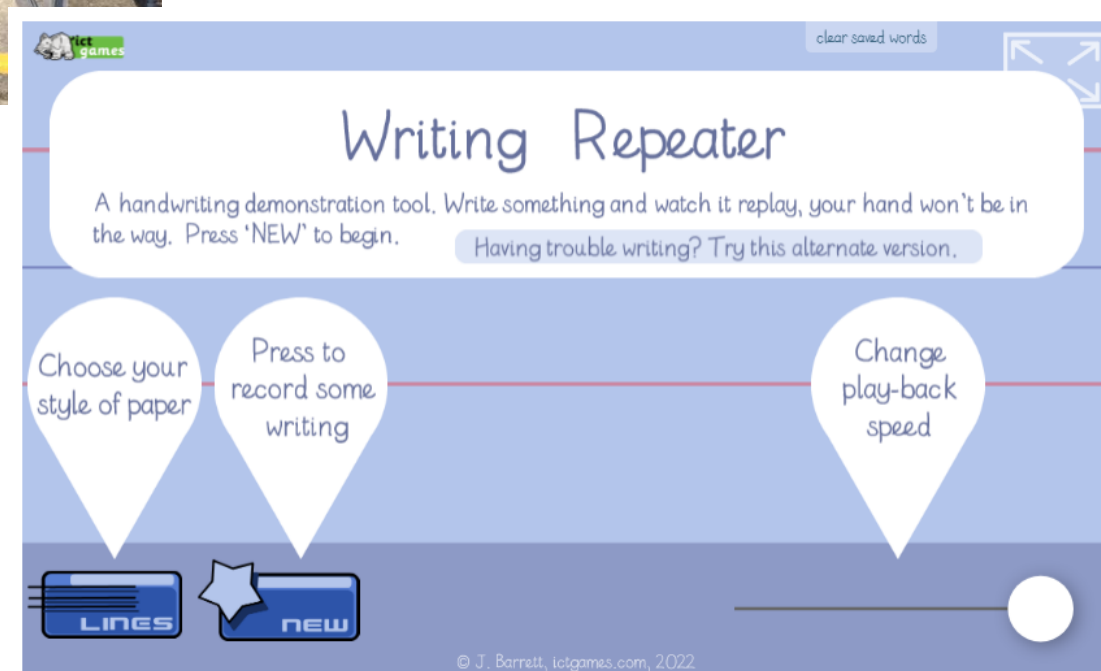 ict
games
clear saved words
Writing Repeater
A handwriting demonstration tool. Write something and watch it replay, your hand won't be in
the way. Press 'NEW' to begin.
Having trouble writing? Try this alternate version.
Choose your
style of paper
Press to
record some
writing
Change
play-back
speed
LINES
NEW
© J. Barrett, ictgames.com, 2022